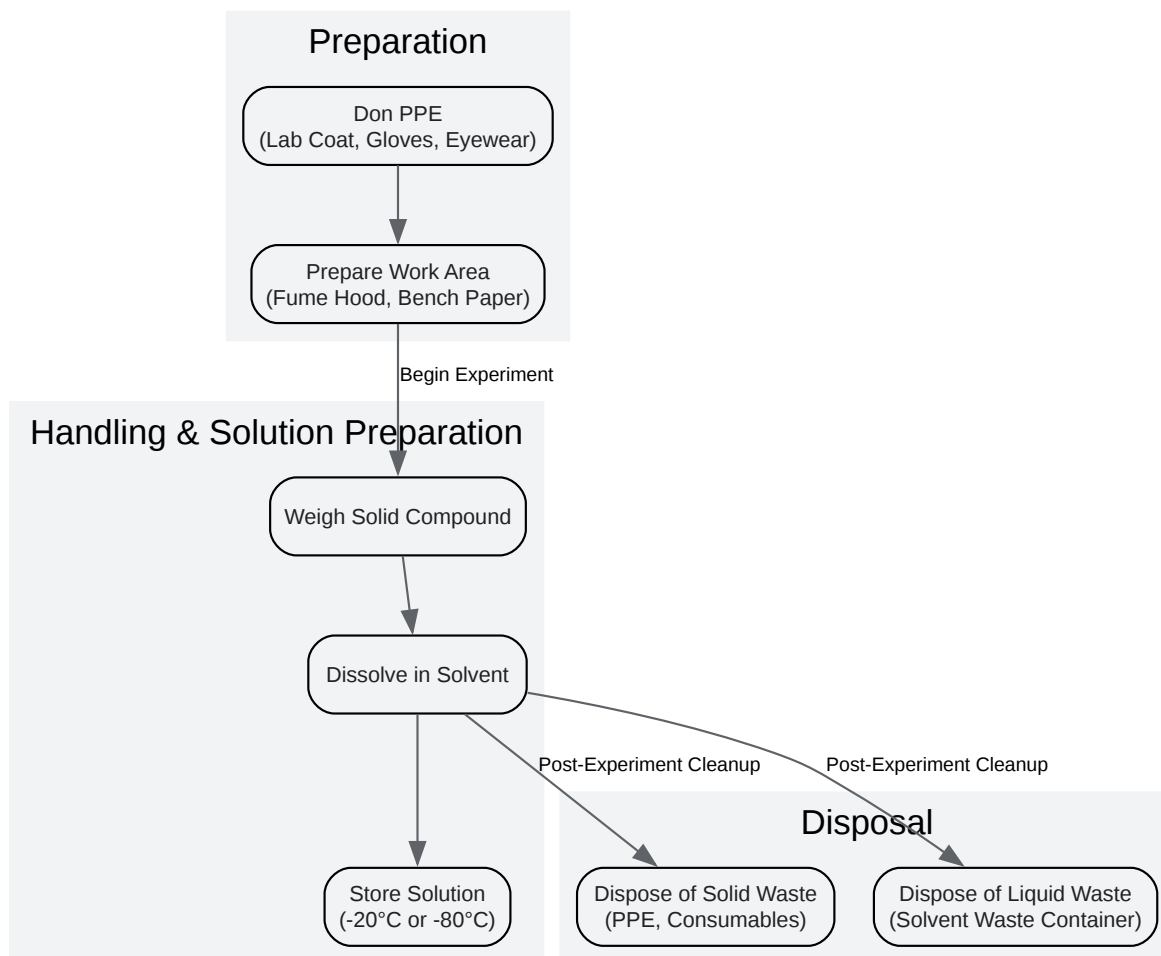 Preparation
Don PPE
(Lab Coat, Gloves, Eyewear)
Prepare Work Area
(Fume Hood, Bench Paper)
Begin Experiment
Handling & Solution Preparation
Weigh Solid Compound
Dissolve in Solvent
Post-Experiment Cleanup
Post-Experiment Cleanup
Disposal
Store Solution
(-20°C or -80°C)
Dispose of Solid Waste
(PPE, Consumables)
Dispose of Liquid Waste
(Solvent Waste Container)